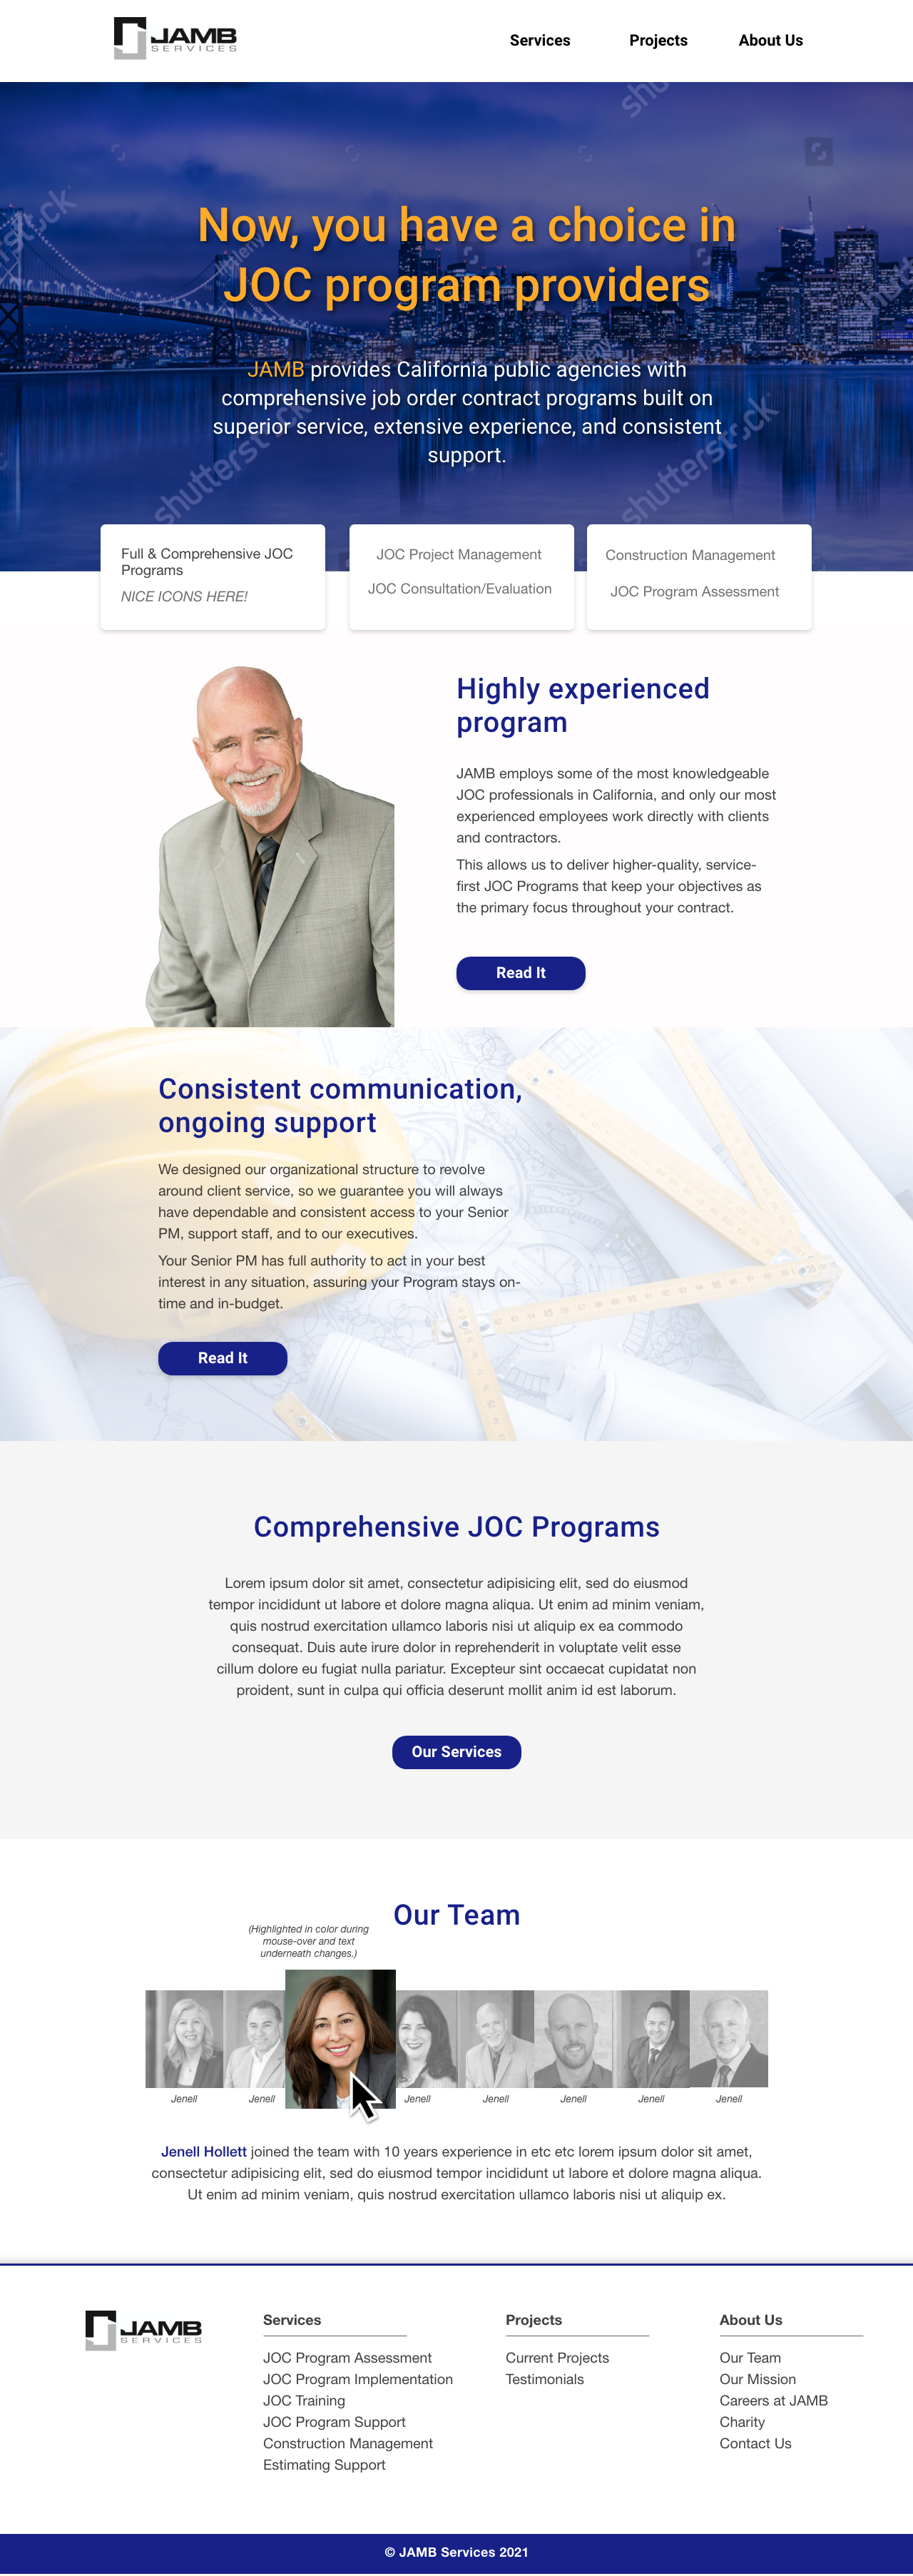 JAMB
SERVICES
Services
Projects
About Us
Now, you have a choice in
JOC program providers
JAMB provides California public agencies with
comprehensive job order contract programs built on
superior service, extensive experience, and consistent
support.
shutterstock
shutterstock
Full & Comprehensive JOC
Programs
NICE ICONS HERE!
JOC Project Management
JOC Consultation/Evaluation
Construction Management
JOC Program Assessment
Highly experienced
program
JAMB employs some of the most knowledgeable
JOC professionals in California, and only our most
experienced employees work directly with clients
and contractors.
This allows us to deliver higher-quality, service-
first JOC Programs that keep your objectives as
the primary focus throughout your contract.
Read It
Consistent communication,
ongoing support
We designed our organizational structure to revolve
around client service, so we guarantee you will always
have dependable and consistent access to your Senior
PM, support staff, and to our executives.
Your Senior PM has full authority to act in your best
interest in any situation, assuring your Program stays on-
time and in-budget.
Read It
Comprehensive JOC Programs
Lorem ipsum dolor sit amet, consectetur adipisicing elit, sed do eiusmod
tempor incididunt ut labore et dolore magna aliqua. Ut enim ad minim veniam,
quis nostrud exercitation ullamco laboris nisi ut aliquip ex ea commodo
consequat. Duis aute irure dolor in reprehenderit in voluptate velit esse
cillum dolore eu fugiat nulla pariatur. Excepteur sint occaecat cupidatat non
proident, sunt in culpa qui officia deserunt mollit anim id est laborum.
Our Services
Our Team
(Highlighted in color during
mouse-over and text
underneath changes.)
Jenell
Jenell
Jenell
Jenell
Jenell
Jenell
Jenell
Jenell Hollett joined the team with 10 years experience in etc etc lorem ipsum dolor sit amet,
consectetur adipisicing elit, sed do eiusmod tempor incididunt ut labore et dolore magna aliqua.
Ut enim ad minim veniam, quis nostrud exercitation ullamco laboris nisi ut aliquip ex.
JAMB
SERVICES
Services
JOC Program Assessment
JOC Program Implementation
JOC Training
JOC Program Support
Construction Management
Estimating Support
Projects
Current Projects
Testimonials
About Us
Our Team
Our Mission
Careers at JAMB
Charity
Contact Us
© JAMB Services 2021